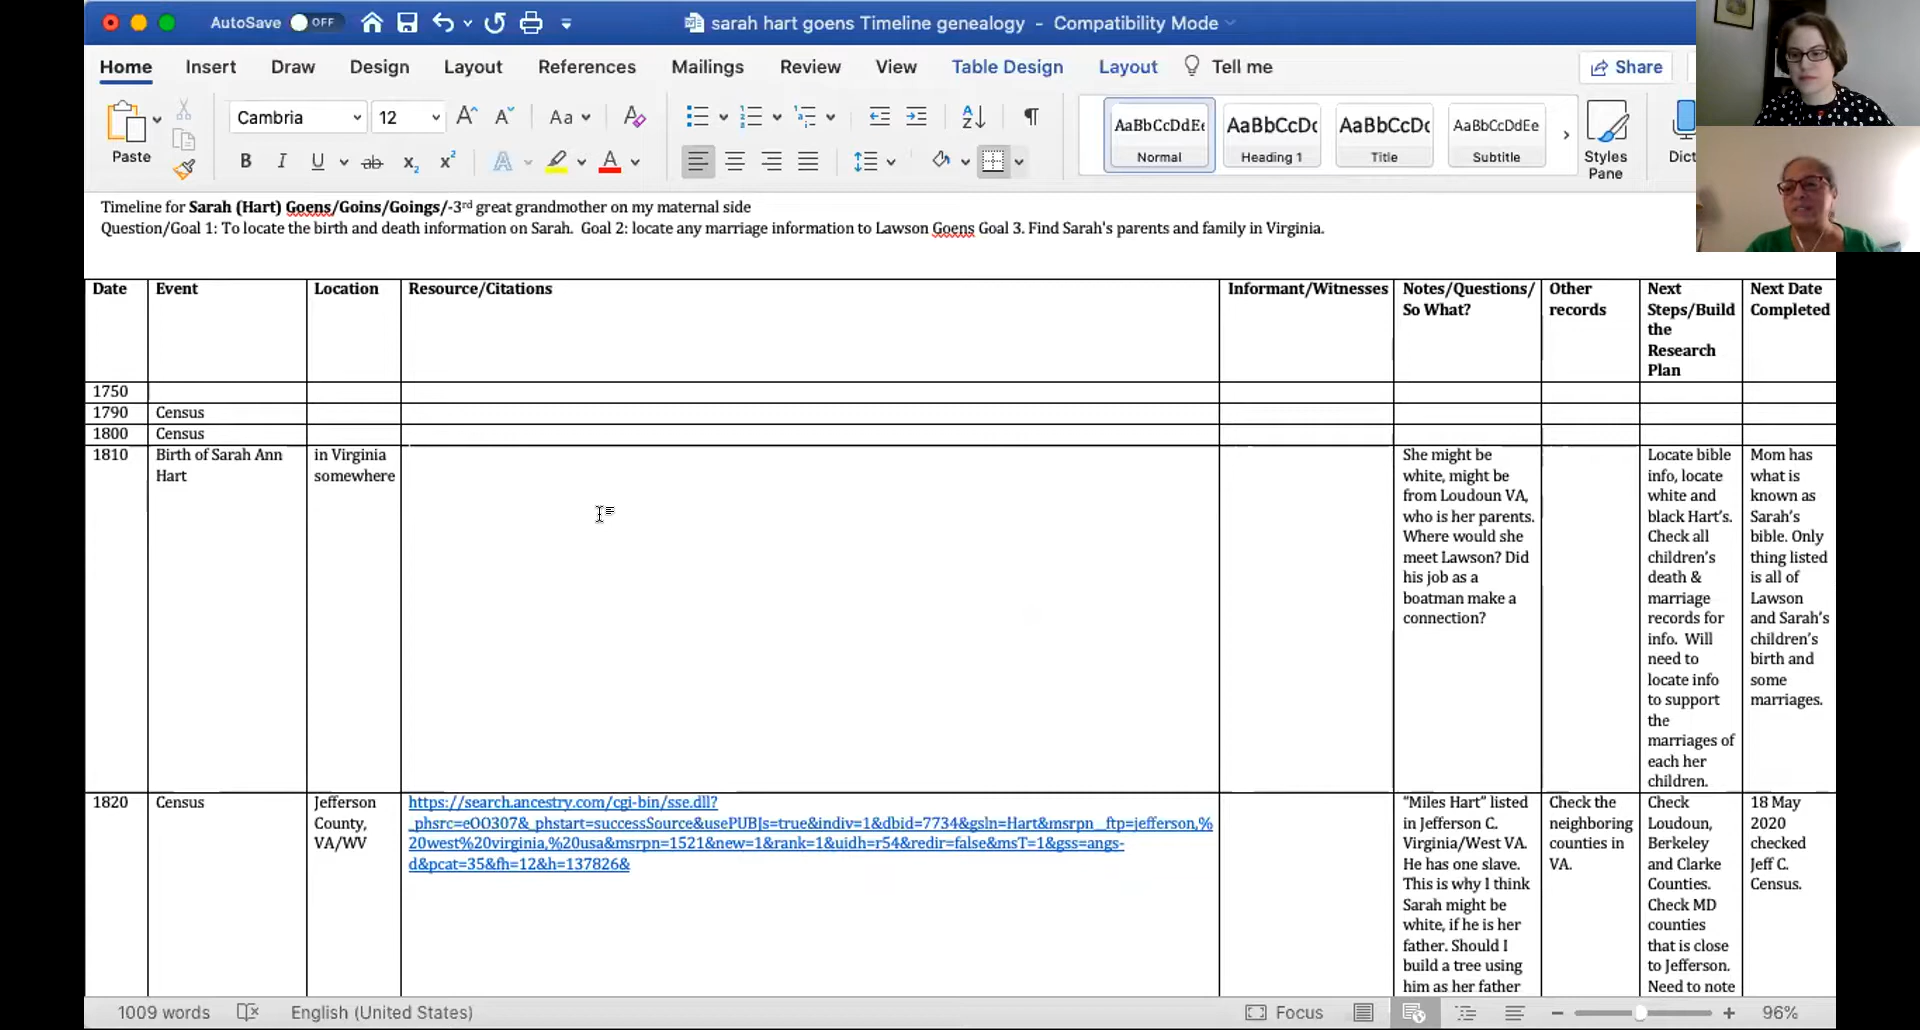 AutoSave OFF sarah hart goens Timeline genealogy - Compatibility Mode
Home Insert Draw Design Layout References Mailings Review View Table Design Layout Tell me Share
Cambria 12 Aa
Paste
B I U ab x2 x2 A A
AaBbCcDdEe AaBbCcDc AaBbCcDc AaBbCcDdEe
Normal Heading 1 Title Subtitle
Styles Pane
Dict
Timeline for Sarah (Hart) Goens/Goins/Goings/-3rd great grandmother on my maternal side
Question/Goal 1: To locate the birth and death information on Sarah.  Goal 2: locate any marriage information to Lawson Goens Goal 3. Find Sarah's parents and family in Virginia.
Date
Event
Location
Resource/Citations
Informant/Witnesses
Notes/Questions/
So What?
Other
records
Next
Steps/Build
the
Research
Plan
Next Date
Completed
1750
1790 Census
1800 Census
1810
Birth of Sarah Ann
Hart
in Virginia
somewhere
She might be
white, might be
from Loudoun VA,
who is her parents.
Where would she
meet Lawson? Did
his job as a
boatman make a
connection?
Locate bible
info, locate
white and
black Hart’s.
Check all
children’s
death &
marriage
records for
info.  Will
need to
locate info
to support
the
marriages of
each her
children.
Mom has
what is
known as
Sarah’s
bible. Only
thing listed
is all of
Lawson
and Sarah’s
children’s
birth and
some
marriages.
1820
Census
Jefferson
County,
VA/WV
https://search.ancestry.com/cgi-bin/sse.dll?
_phsrc=eOO307&_phstart=successSource&usePUBJs=true&indiv=1&dbid=7734&gsln=Hart&msrpn__ftp=jefferson,%
20west%20virginia,%20usa&msrpn=1521&new=1&rank=1&uidh=r54&redir=false&msT=1&gss=angs-
d&pcat=35&fh=12&h=137826&
“Miles Hart” listed
in Jefferson C.
Virginia/West VA.
He has one slave.
This is why I think
Sarah might be
white, if he is her
father. Should I
build a tree using
him as her father
Check the
neighboring
counties in
VA.
Check
Loudoun,
Berkeley
and Clarke
Counties.
Check MD
counties
that is close
to Jefferson.
Need to note
18 May
2020
checked
Jeff C.
Census.
1009 words English (United States) Focus 96%